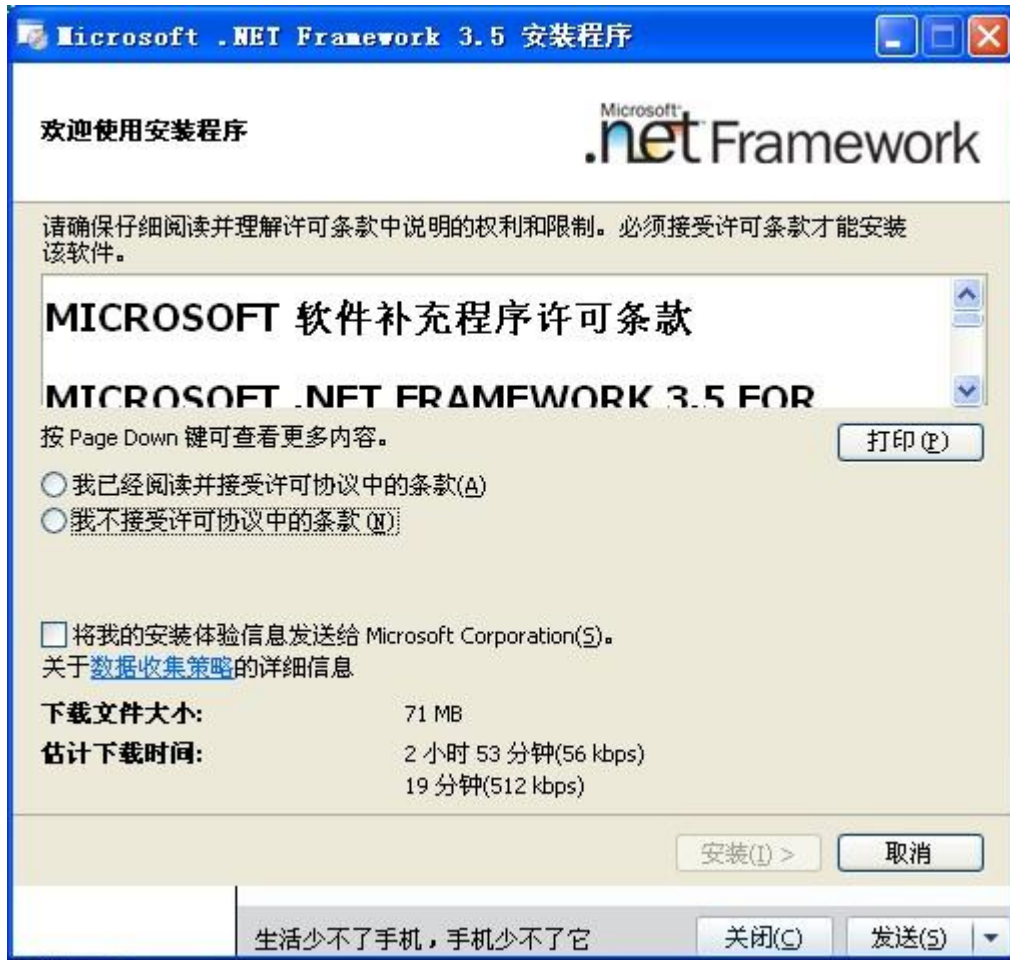 Microsoft .NET Framework 3.5 安装程序
欢迎使用安装程序
Microsoft
.net Framework
请确保仔细阅读并理解许可条款中说明的权利和限制。必须接受许可条款才能安装
该软件。
MICROSOFT 软件补充程序许可条款
MICROSOFT .NET FRAMEWORK 3.5 FOR
按 Page Down 键可查看更多内容。
打印(P)
我已经阅读并接受许可协议中的条款(A)
我不接受许可协议中的条款(N)
将我的安装体验信息发送给 Microsoft Corporation(S)。
关于数据收集策略的详细信息
下载文件大小: 71 MB
估计下载时间: 2 小时 53 分钟(56 kbps)
19 分钟(512 kbps)
安装(I) > 取消
生活少不了手机，手机少不了它 关闭(C) 发送(S)